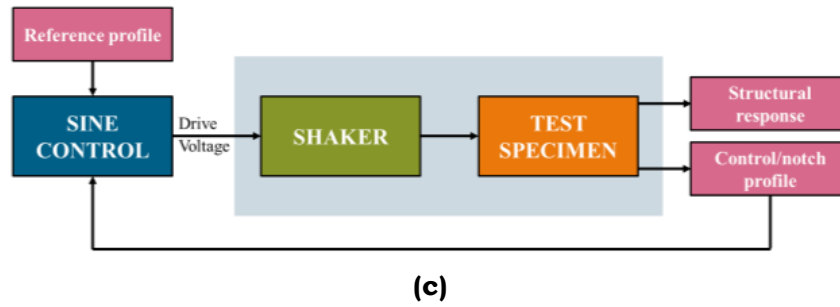 Reference profile
SINE
CONTROL
Drive
Voltage
SHAKER
TEST
SPECIMEN
Structural
response
Control/notch
profile
(c)